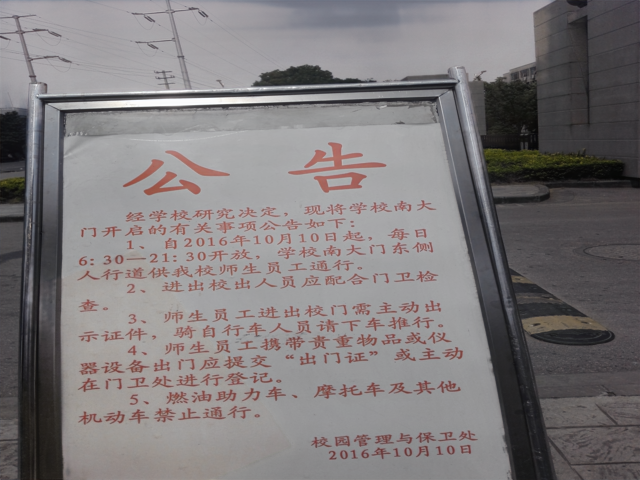 公告
经学校研究决定，现将学校南大
门开启的有关事项公告如下：
1、自2016年10月10日起，每日
6：30—21：30开放，学校南大门东侧
人行道供我校师生员工通行。
2、进出校出人员应配合门卫检
查。
3、师生员工进出校门需主动出
示证件，骑自行车人员请下车推行。
4、师生员工携带贵重物品或仪
器设备出门应提交“出门证”或主动
在门卫处进行登记。
5、燃油助力车、摩托车及其他
机动车禁止通行。
校园管理与保卫处
2016年10月10日